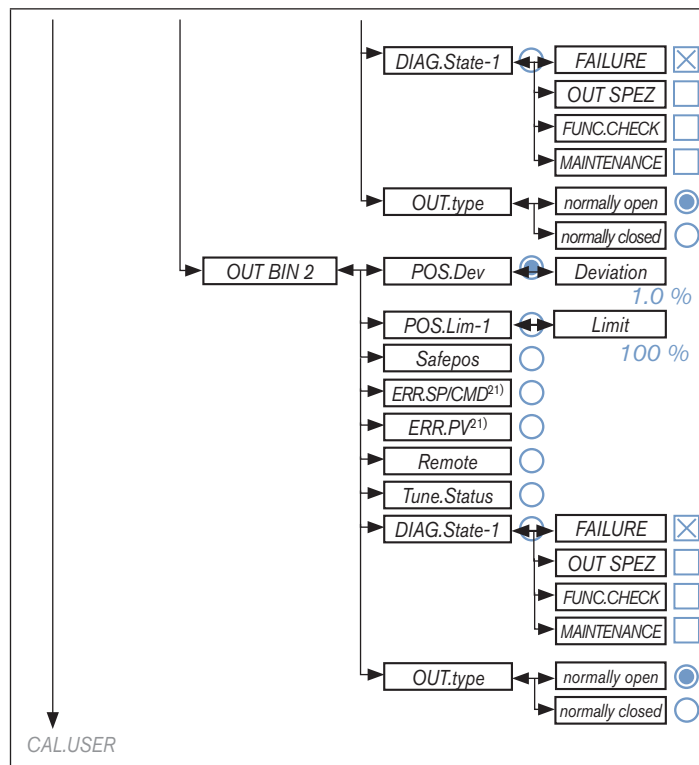 DIAG.State-1 FAILURE
OUT SPEZ
FUNC.CHECK
MAINTENANCE
OUT.type normally open
normally closed
OUT BIN 2 POS.Dev Deviation
1.0 %
POS.Lim-1 Limit
100 %
Safepos
ERR.SP/CMD21)
ERR.PV21)
Remote
Tune.Status
DIAG.State-1 FAILURE
OUT SPEZ
FUNC.CHECK
MAINTENANCE
OUT.type normally open
normally closed
CAL.USER